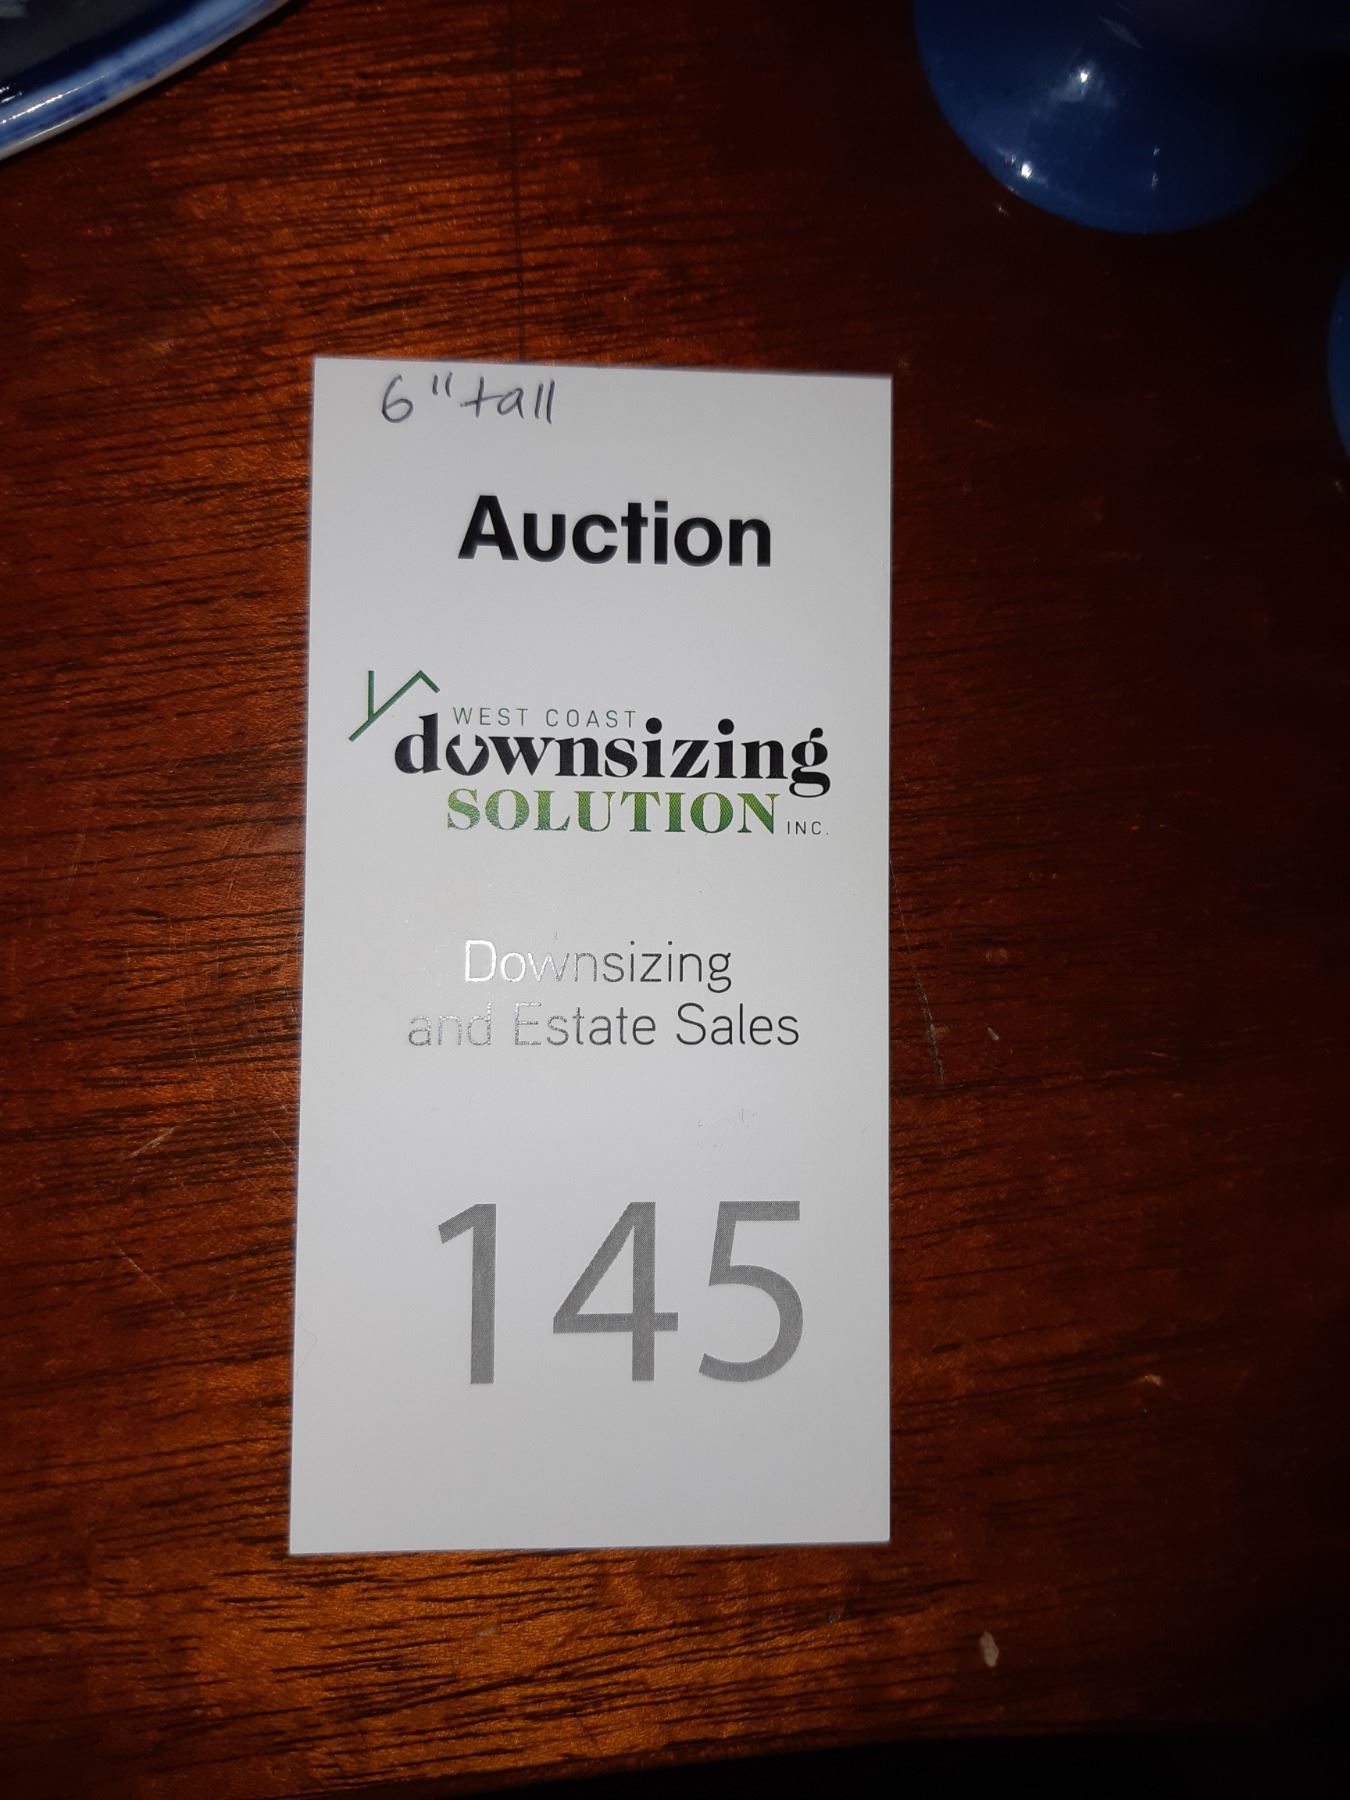 6" tall
Auction
WEST COAST
downsizing
SOLUTION INC.
Downsizing
and Estate Sales
145